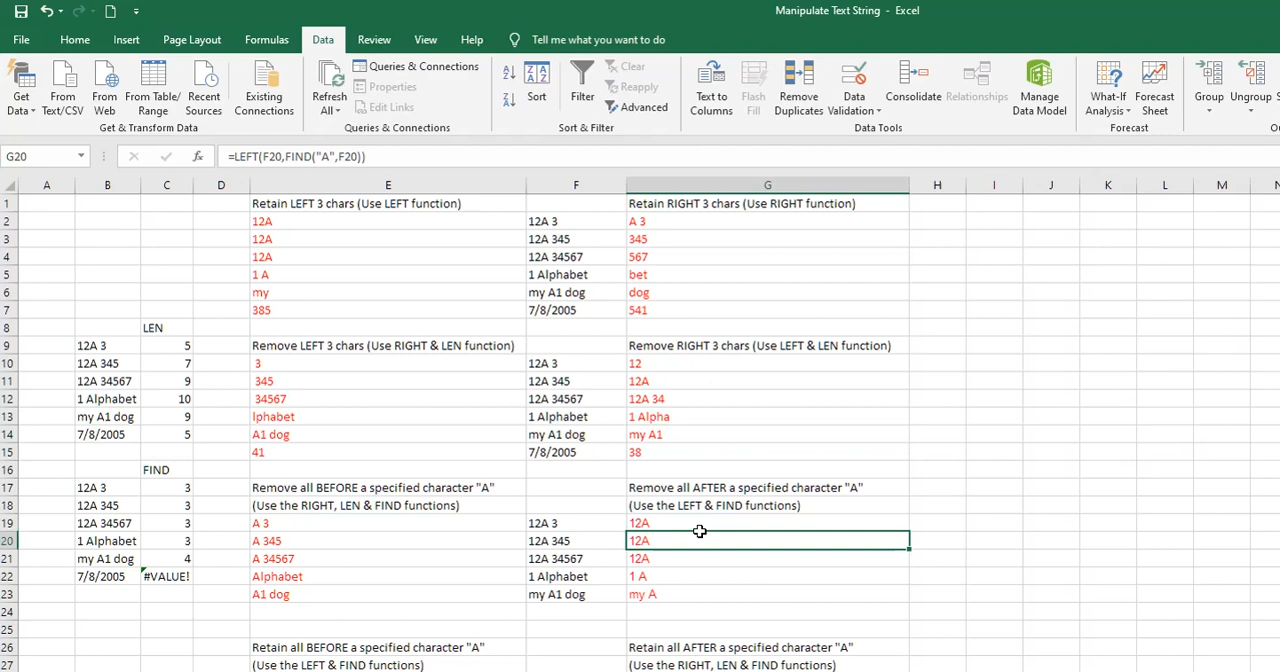 Manipulate Text String - Excel
File Home Insert Page Layout Formulas Data Review View Help Tell me what you want to do
Get Data From Text/CSV From Web From Table/ Range Recent Sources Existing Connections
Refresh All Queries & Connections Properties Edit Links
Sort Filter Clear Reapply Advanced
Text to Columns Flash Fill Remove Duplicates Data Validation Consolidate Relationships Manage Data Model
What-If Analysis Forecast Sheet Group Ungroup
Get & Transform Data Queries & Connections Sort & Filter Data Tools Forecast
G20 fx =LEFT(F20,FIND("A",F20))
A B C D E F G H I J K L M N
1 Retain LEFT 3 chars (Use LEFT function) Retain RIGHT 3 chars (Use RIGHT function)
2 12A 12A 3 A 3
3 12A 12A 345 345
4 12A 12A 34567 567
5 1 A 1 Alphabet bet
6 my my A1 dog dog
7 385 7/8/2005 541
8 LEN
9 12A 3 5 Remove LEFT 3 chars (Use RIGHT & LEN function) Remove RIGHT 3 chars (Use LEFT & LEN function)
10 12A 345 7 3 12A 3 12
11 12A 34567 9 345 12A 345 12A
12 1 Alphabet 10 34567 12A 34567 12A 34
13 my A1 dog 9 lphabet 1 Alphabet 1 Alpha
14 7/8/2005 5 A1 dog my A1 dog my A1
15 41 7/8/2005 38
16 FIND
17 12A 3 3 Remove all BEFORE a specified character "A" Remove all AFTER a specified character "A"
18 12A 345 3 (Use the RIGHT, LEN & FIND functions) (Use the LEFT & FIND functions)
19 12A 34567 3 A 3 12A 3 12A
20 1 Alphabet 3 A 345 12A 345 12A
21 my A1 dog 4 A 34567 12A 34567 12A
22 7/8/2005 #VALUE! Alphabet 1 Alphabet 1 A
23 A1 dog my A1 dog my A
24
25
26 Retain all BEFORE a specified character "A" Retain all AFTER a specified character "A"
27 (Use the LEFT & FIND functions) (Use the RIGHT, LEN & FIND functions)